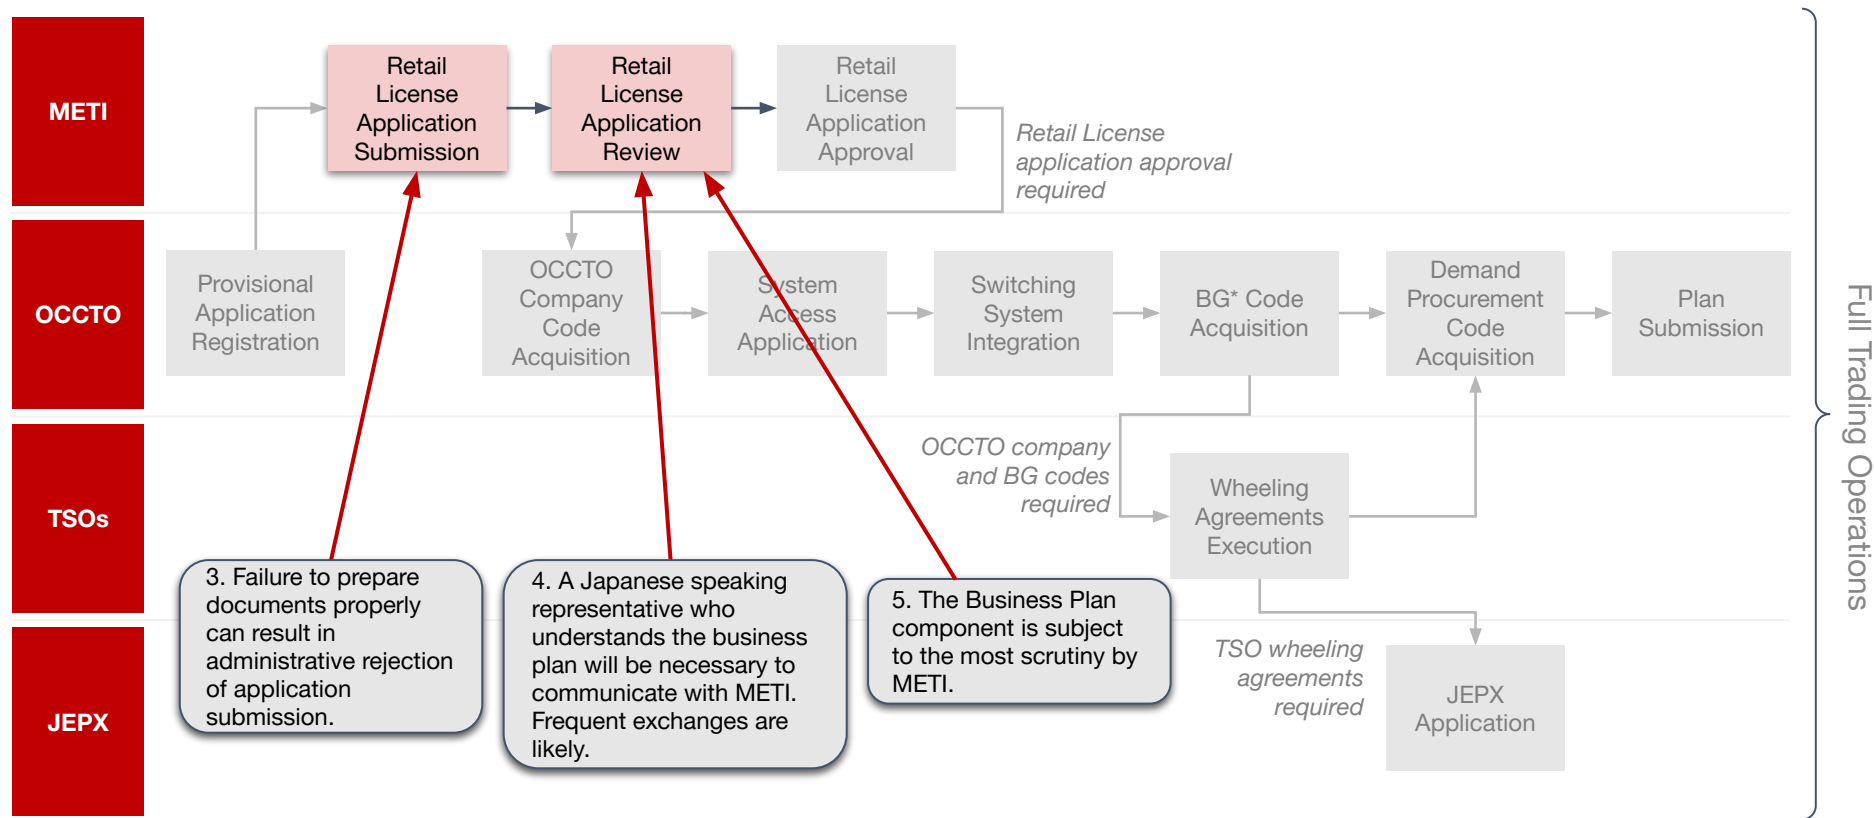 METI
Retail
License
Application
Submission
Retail
License
Application
Review
Retail
License
Application
Approval
Retail License
application approval
required
OCCTO
Provisional
Application
Registration
OCCTO
Company
Code
Acquisition
System
Access
Application
Switching
System
Integration
BG* Code
Acquisition
Demand
Procurement
Code
Acquisition
Plan
Submission
TSOs
OCCTO company
and BG codes
required
Wheeling
Agreements
Execution
JEPX
3. Failure to prepare
documents properly
can result in
administrative rejection
of application
submission.
4. A Japanese speaking
representative who
understands the business
plan will be necessary to
communicate with METI.
Frequent exchanges are
likely.
5. The Business Plan
component is subject
to the most scrutiny by
METI.
TSO wheeling
agreements
required
JEPX
Application
Full Trading Operations